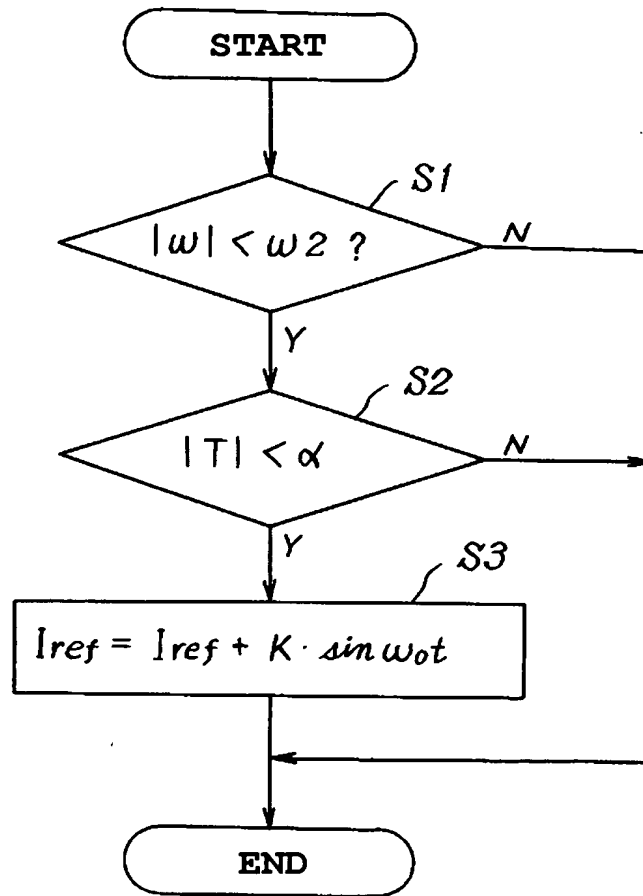 START
S1
|ω| < ω2 ?
N
Y
S2
|T| < α
N
Y
S3
Iref = Iref + K · sin ω₀t
END